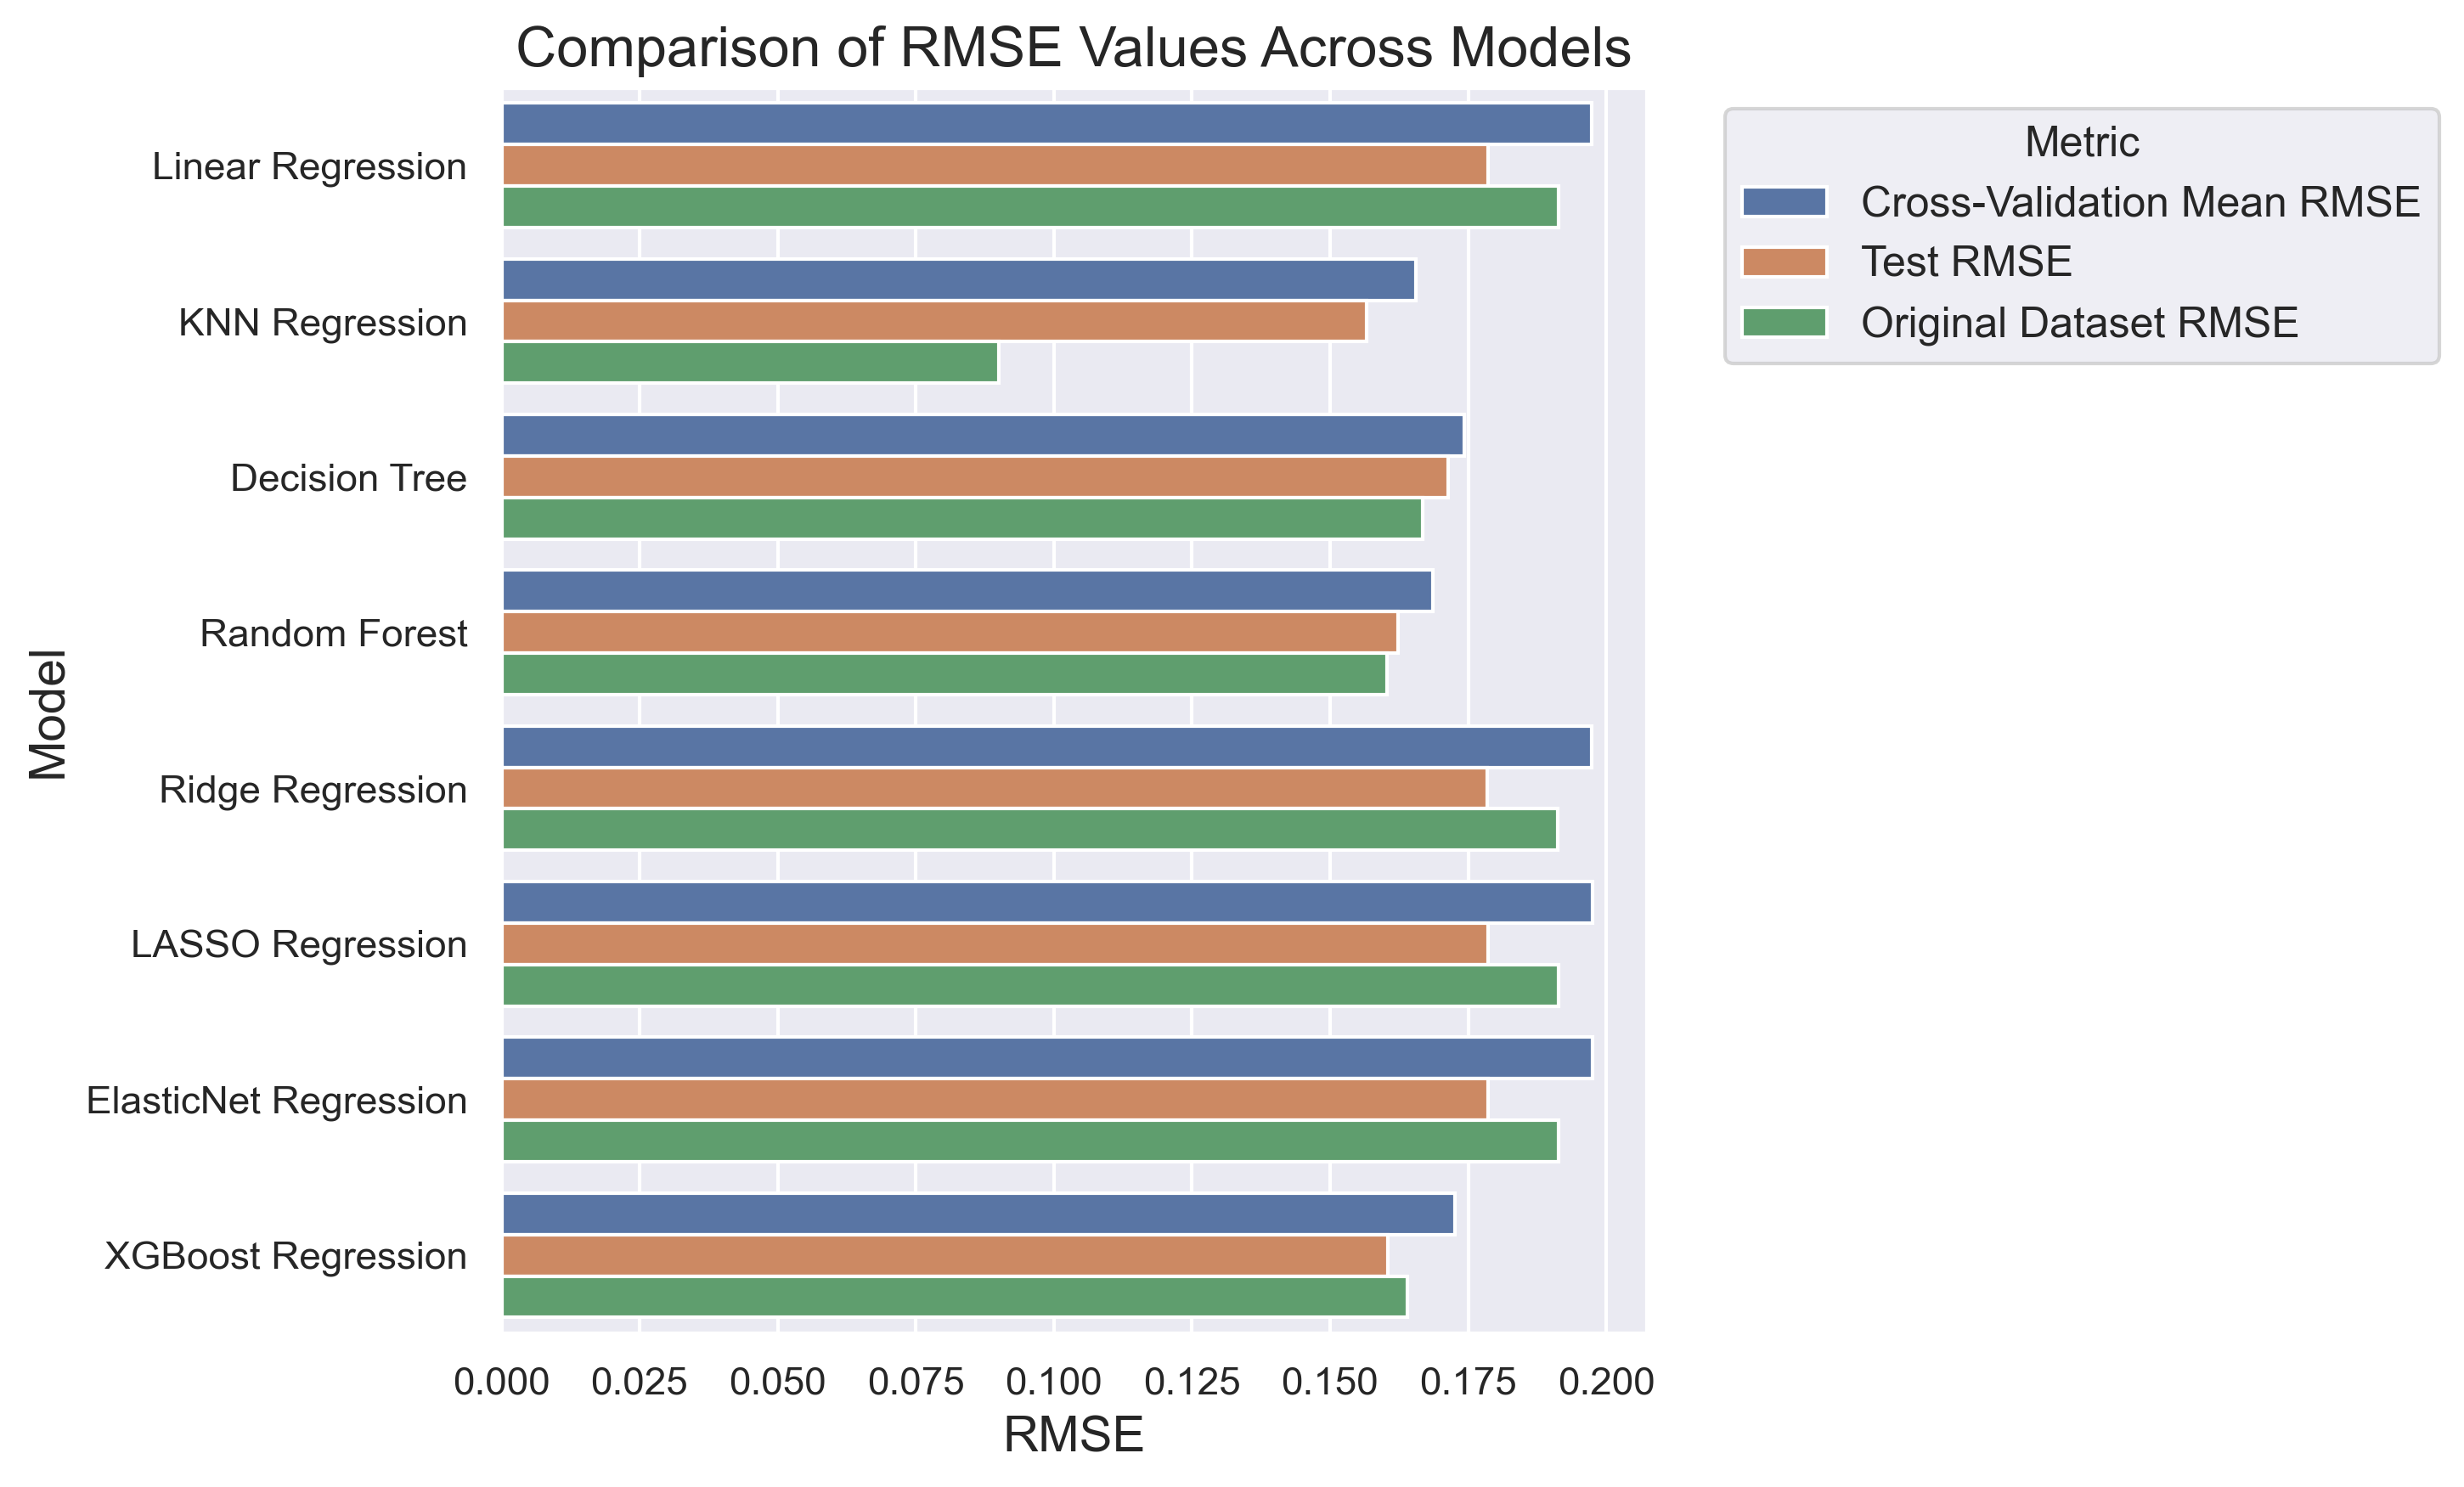 Comparison of RMSE Values Across Models
Linear Regression
KNN Regression
Decision Tree
Random Forest
Ridge Regression
LASSO Regression
ElasticNet Regression
XGBoost Regression
Model
0.000 0.025 0.050 0.075 0.100 0.125 0.150 0.175 0.200
RMSE
Metric
Cross-Validation Mean RMSE
Test RMSE
Original Dataset RMSE